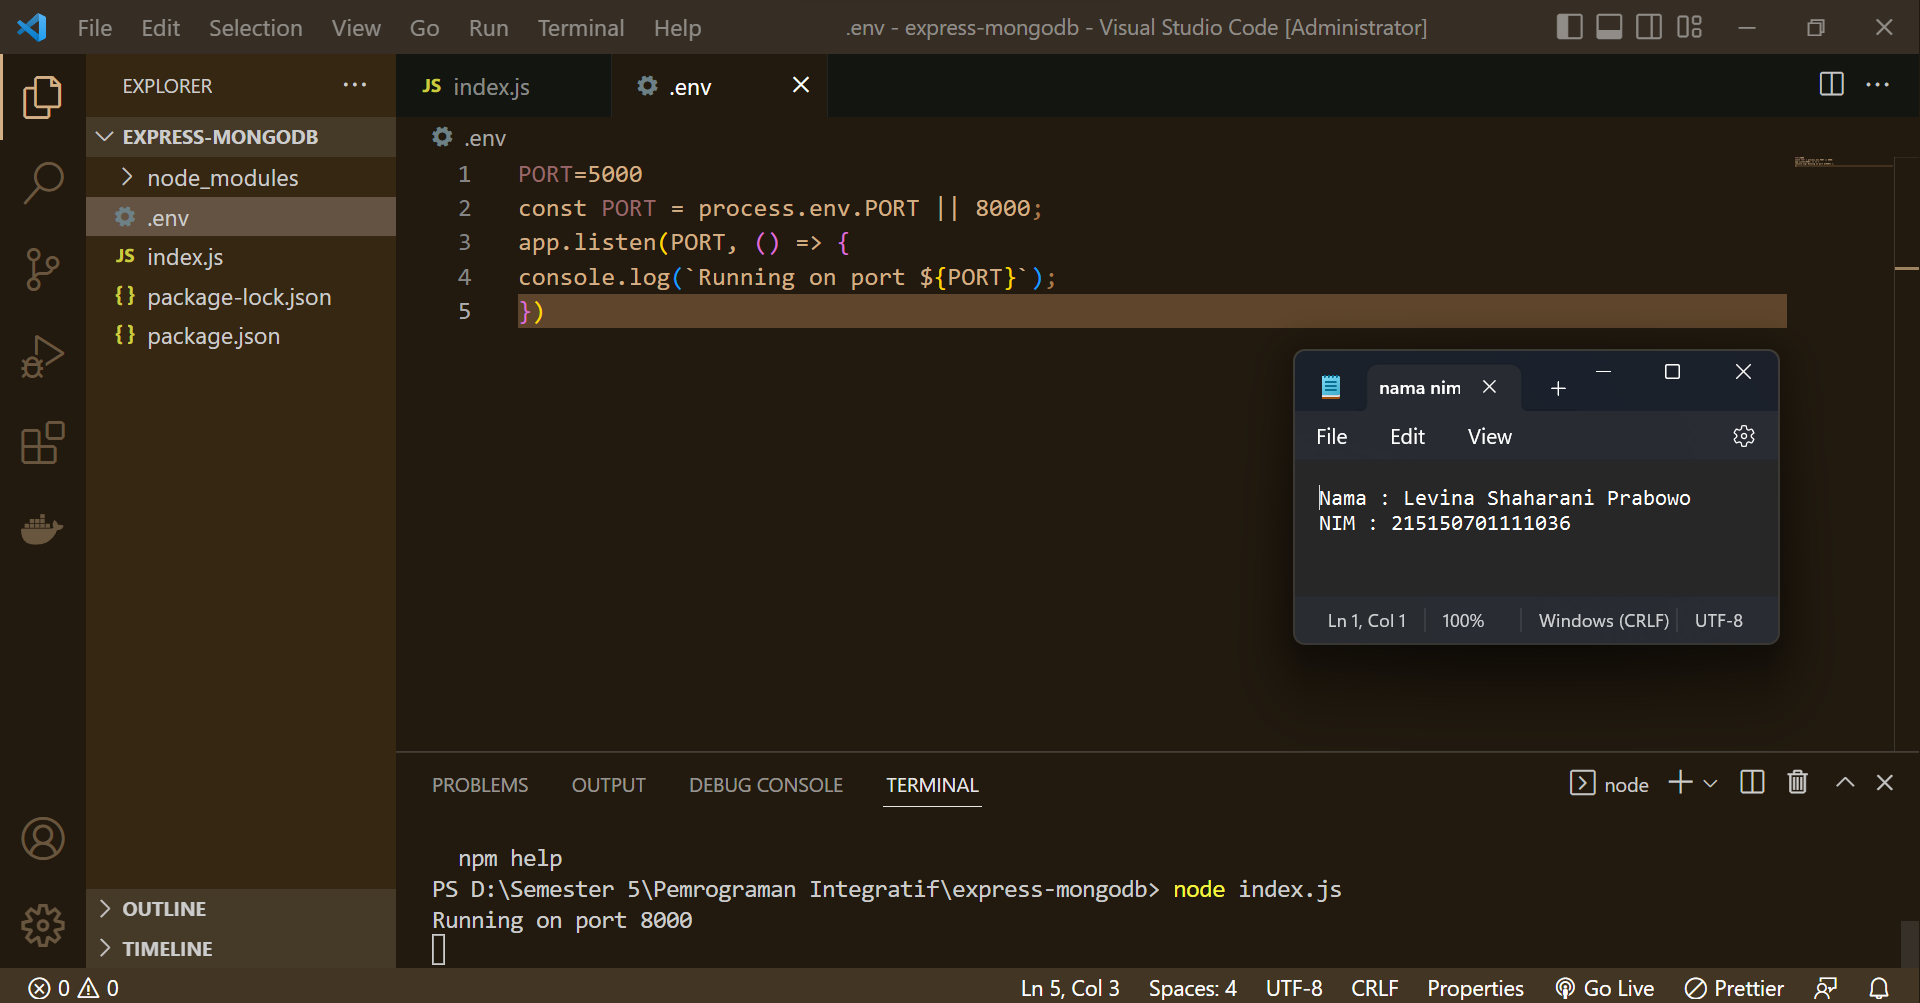 File Edit Selection View Go Run Terminal Help .env - express-mongodb - Visual Studio Code [Administrator]
EXPLORER
EXPRESS-MONGODB
node_modules
.env
JS index.js
{} package-lock.json
{} package.json
OUTLINE
TIMELINE
JS index.js .env
.env
1 PORT=5000
2 const PORT = process.env.PORT || 8000;
3 app.listen(PORT, () => {
4 console.log(`Running on port ${PORT}`);
5 })
nama nim
File Edit View
Nama : Levina Shaharani Prabowo
NIM : 215150701111036
Ln 1, Col 1 100% Windows (CRLF) UTF-8
PROBLEMS OUTPUT DEBUG CONSOLE TERMINAL node
npm help
PS D:\Semester 5\Pemrograman Integratif\express-mongodb> node index.js
Running on port 8000
0 0 Ln 5, Col 3 Spaces: 4 UTF-8 CRLF Properties Go Live Prettier